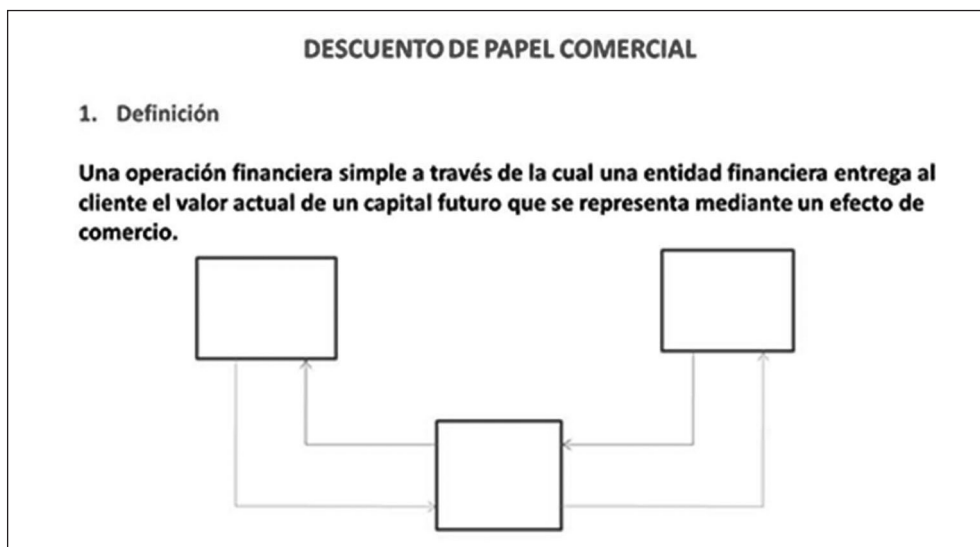 DESCUENTO DE PAPEL COMERCIAL
1. Definición
Una operación financiera simple a través de la cual una entidad financiera entrega al
cliente el valor actual de un capital futuro que se representa mediante un efecto de
comercio.